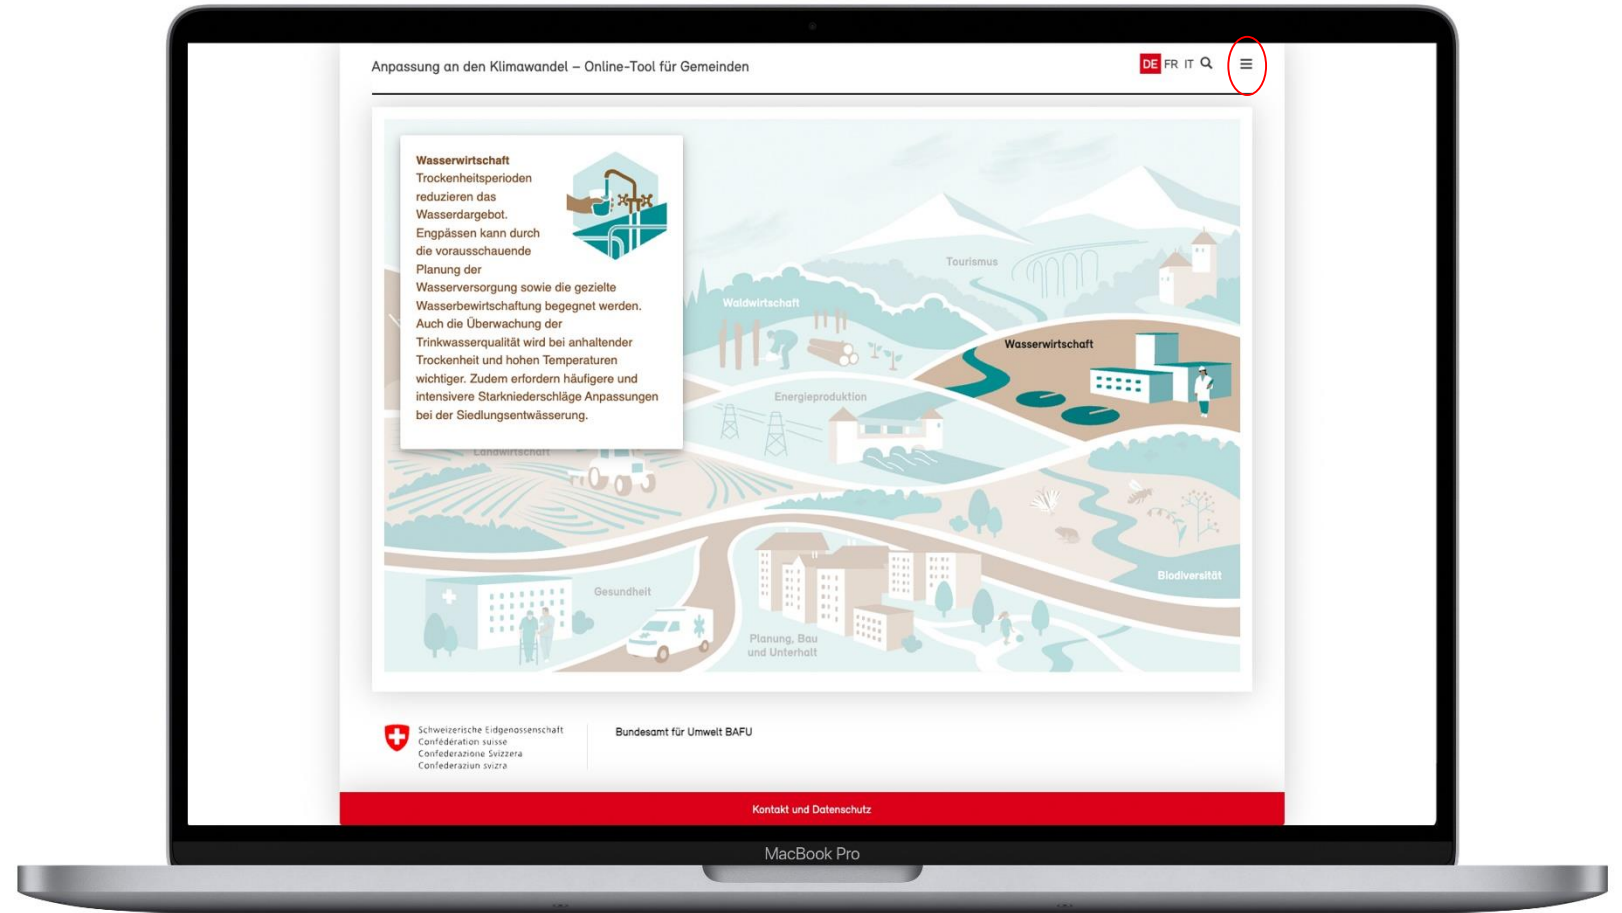 Anpassung an den Klimawandel – Online-Tool für Gemeinden
DE FR IT
Wasserwirtschaft
Trockenheitsperioden
reduzieren das
Wasserdargebot.
Engpässen kann durch
die vorausschauende
Planung der
Wasserversorgung sowie die gezielte
Wasserbewirtschaftung begegnet werden.
Auch die Überwachung der
Trinkwasserqualität wird bei anhaltender
Trockenheit und hohen Temperaturen
wichtiger. Zudem erfordern häufigere und
intensivere Starkniederschläge Anpassungen
bei der Siedlungsentwässerung.
Tourismus
Waldwirtschaft
Wasserwirtschaft
Energieproduktion
Landwirtschaft
Biodiversität
Gesundheit
Planung, Bau
und Unterhalt
Schweizerische Eidgenossenschaft
Confédération suisse
Confederazione Svizzera
Confederaziun svizra
Bundesamt für Umwelt BAFU
Kontakt und Datenschutz
MacBook Pro